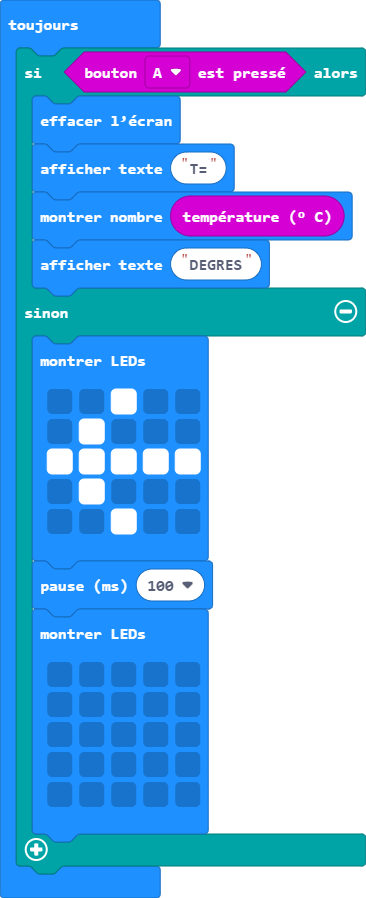 toujours
si bouton A est pressé alors
effacer l'écran
afficher texte "T="
montrer nombre température (º C)
afficher texte "DEGRES"
sinon
montrer LEDs
pause (ms) 100
montrer LEDs